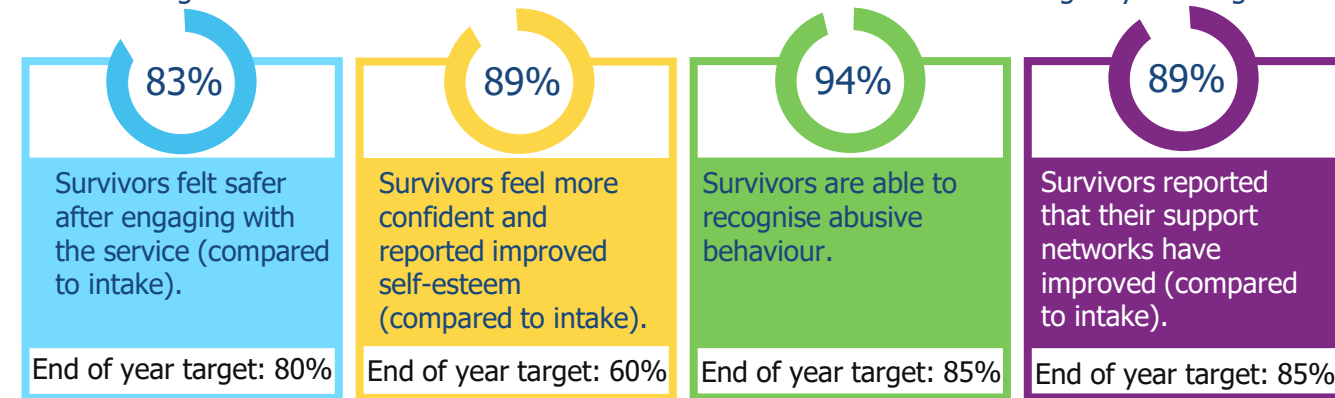 83%
Survivors felt safer
after engaging with
the service (compared
to intake).
End of year target: 80%
89%
Survivors feel more
confident and
reported improved
self-esteem
(compared to intake).
End of year target: 60%
94%
Survivors are able to
recognise abusive
behaviour.
End of year target: 85%
89%
Survivors reported
that their support
networks have
improved (compared
to intake).
End of year target: 85%